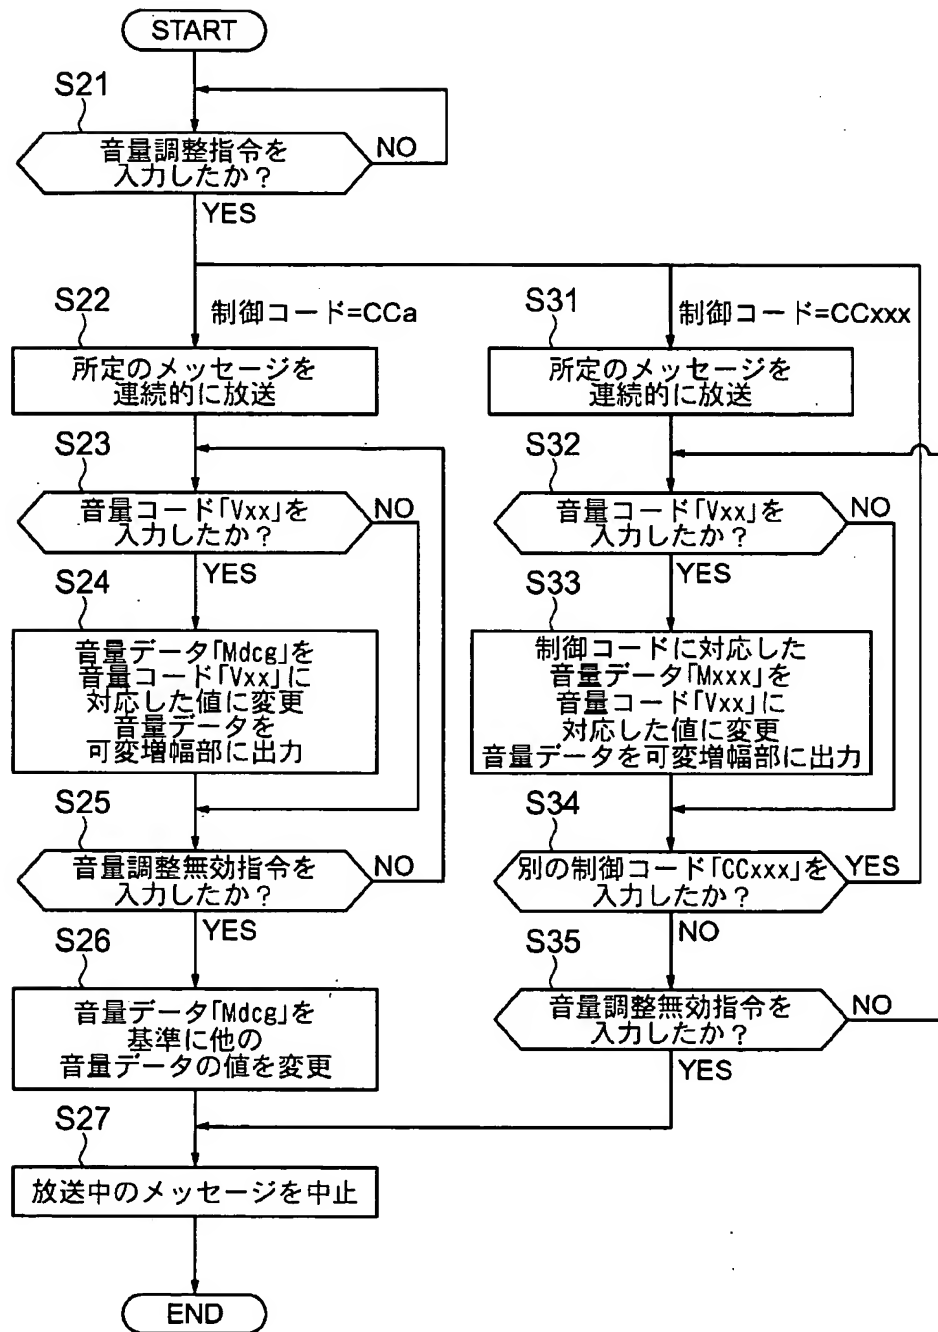 START
S21
音量調整指令を
入力したか？
NO
YES
S22
制御コード=CCa
所定のメッセージを
連続的に放送
S23
音量コード「Vxx」を
入力したか？
NO
YES
S24
音量データ「Mdcg」を
音量コード「Vxx」に
対応した値に変更
音量データを
可変増幅部に出力
S25
音量調整無効指令を
入力したか？
NO
YES
S26
音量データ「Mdcg」を
基準に他の
音量データの値を変更
S27
放送中のメッセージを中止
END
S31
制御コード=CCxxx
所定のメッセージを
連続的に放送
S32
音量コード「Vxx」を
入力したか？
NO
YES
S33
制御コードに対応した
音量データ「Mxxx」を
音量コード「Vxx」に
対応した値に変更
音量データを可変増幅部に出力
S34
別の制御コード「CCxxx」を
入力したか？
YES
NO
S35
音量調整無効指令を
入力したか？
NO
YES